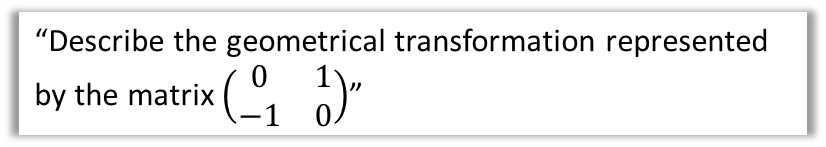 “Describe the geometrical transformation represented
by the matrix (0 1
−1 0)”